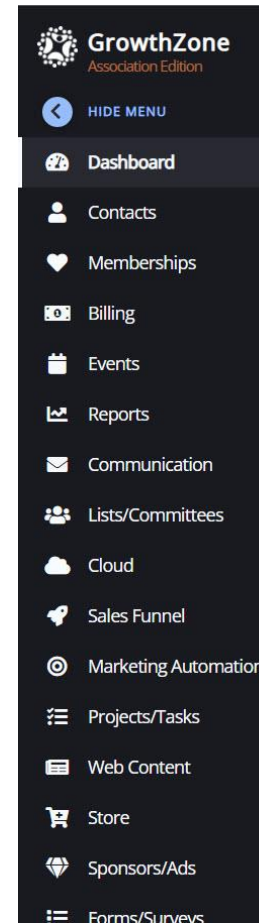 GrowthZone
Association Edition
HIDE MENU
Dashboard
Contacts
Memberships
Billing
Events
Reports
Communication
Lists/Committees
Cloud
Sales Funnel
Marketing Automation
Projects/Tasks
Web Content
Store
Sponsors/Ads
Forms/Surveys